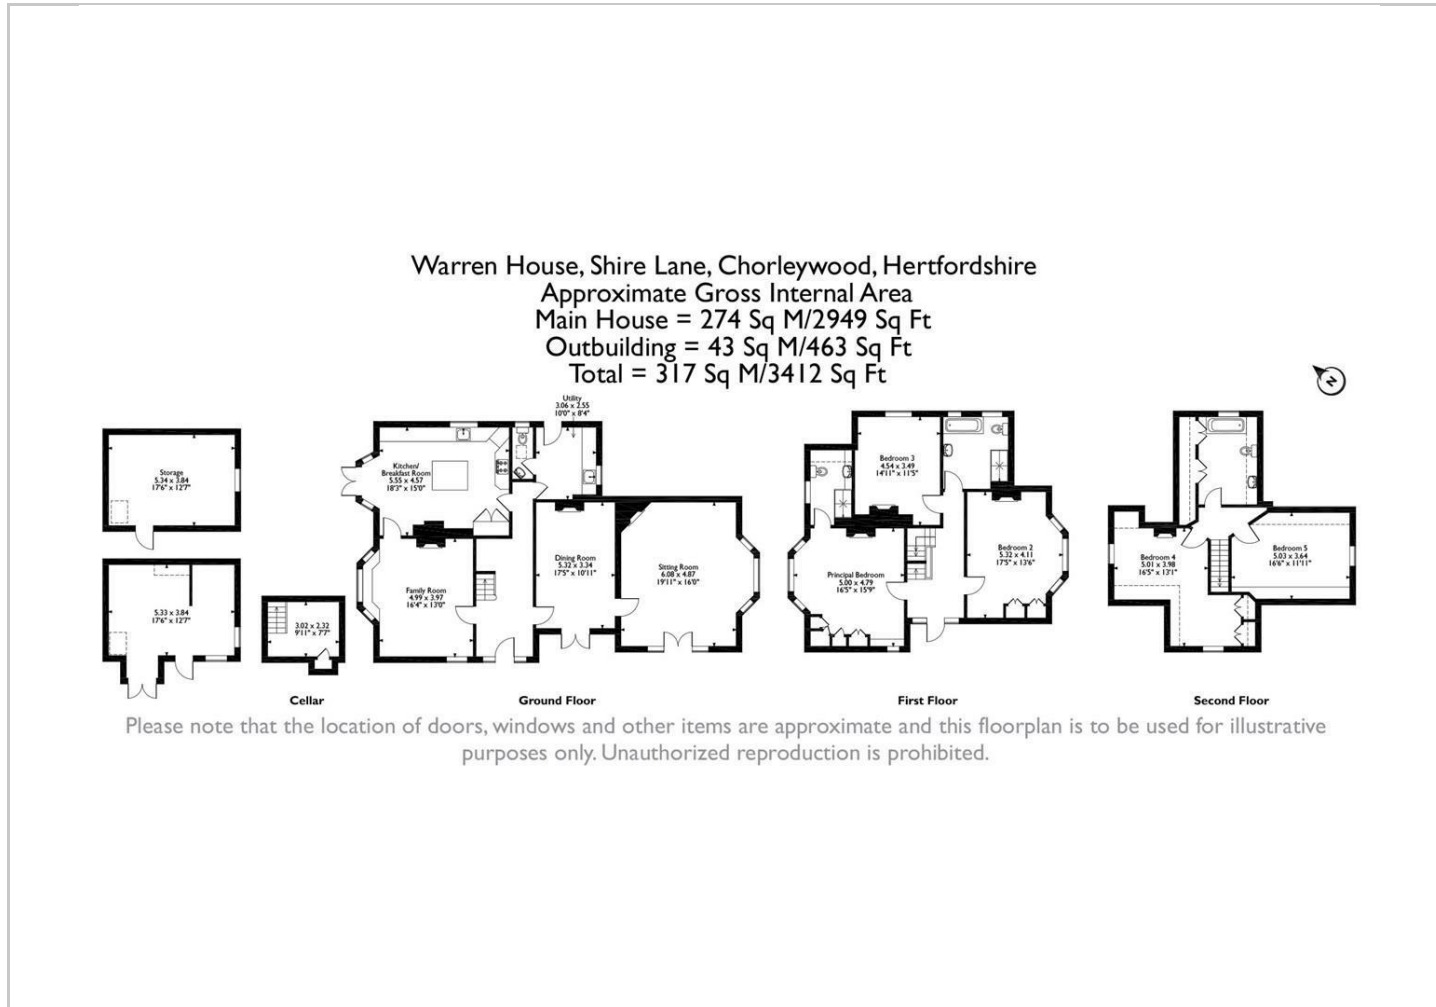 Warren House, Shire Lane, Chorleywood, Hertfordshire
Approximate Gross Internal Area
Main House = 274 Sq M/2949 Sq Ft
Outbuilding = 43 Sq M/463 Sq Ft
Total = 317 Sq M/3412 Sq Ft
N
Storage
5.34 x 3.84
17'6" x 12'7"
5.33 x 3.84
17'6" x 12'7"
3.02 x 2.32
9'11" x 7'7"
Cellar
Utility
3.06 x 2.55
10'0" x 8'4"
Kitchen/
Breakfast Room
5.55 x 4.57
18'3" x 15'0"
Family Room
4.99 x 3.97
16'4" x 13'0"
Dining Room
5.32 x 3.34
17'5" x 10'11"
Sitting Room
6.08 x 4.87
19'11" x 16'0"
Ground Floor
Bedroom 3
4.54 x 3.49
14'11" x 11'5"
Principal Bedroom
5.00 x 4.79
16'5" x 15'9"
Bedroom 2
5.32 x 4.11
17'5" x 13'6"
First Floor
Bedroom 4
5.01 x 3.98
16'5" x 13'1"
Bedroom 5
5.03 x 3.64
16'6" x 11'11"
Second Floor
Please note that the location of doors, windows and other items are approximate and this floorplan is to be used for illustrative
purposes only. Unauthorized reproduction is prohibited.